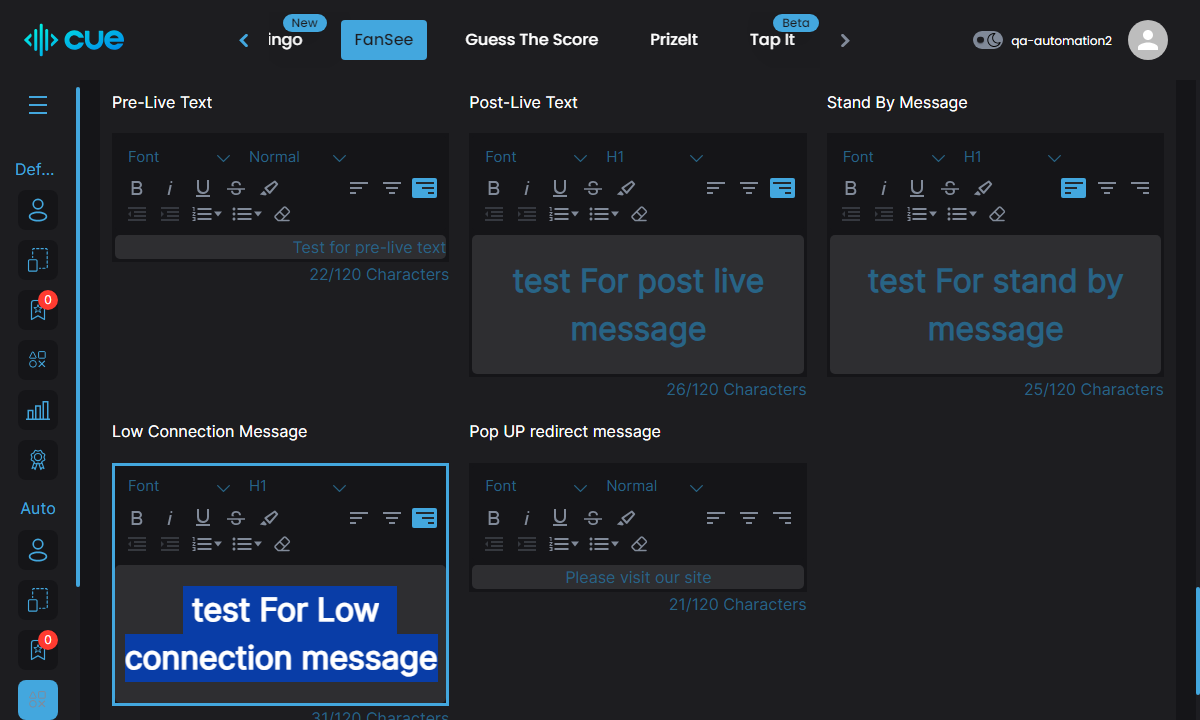 cue
New
ingo
FanSee
Guess The Score
PrizeIt
Beta
Tap It
qa-automation2
Def...
0
Auto
0
Pre-Live Text
Font
Normal
B i U S
Test for pre-live text
22/120 Characters
Post-Live Text
Font
H1
B i U S
test For post live
message
26/120 Characters
Stand By Message
Font
H1
B i U S
test For stand by
message
25/120 Characters
Low Connection Message
Font
H1
B i U S
test For Low
connection message
31/120 Characters
Pop UP redirect message
Font
Normal
B i U S
Please visit our site
21/120 Characters